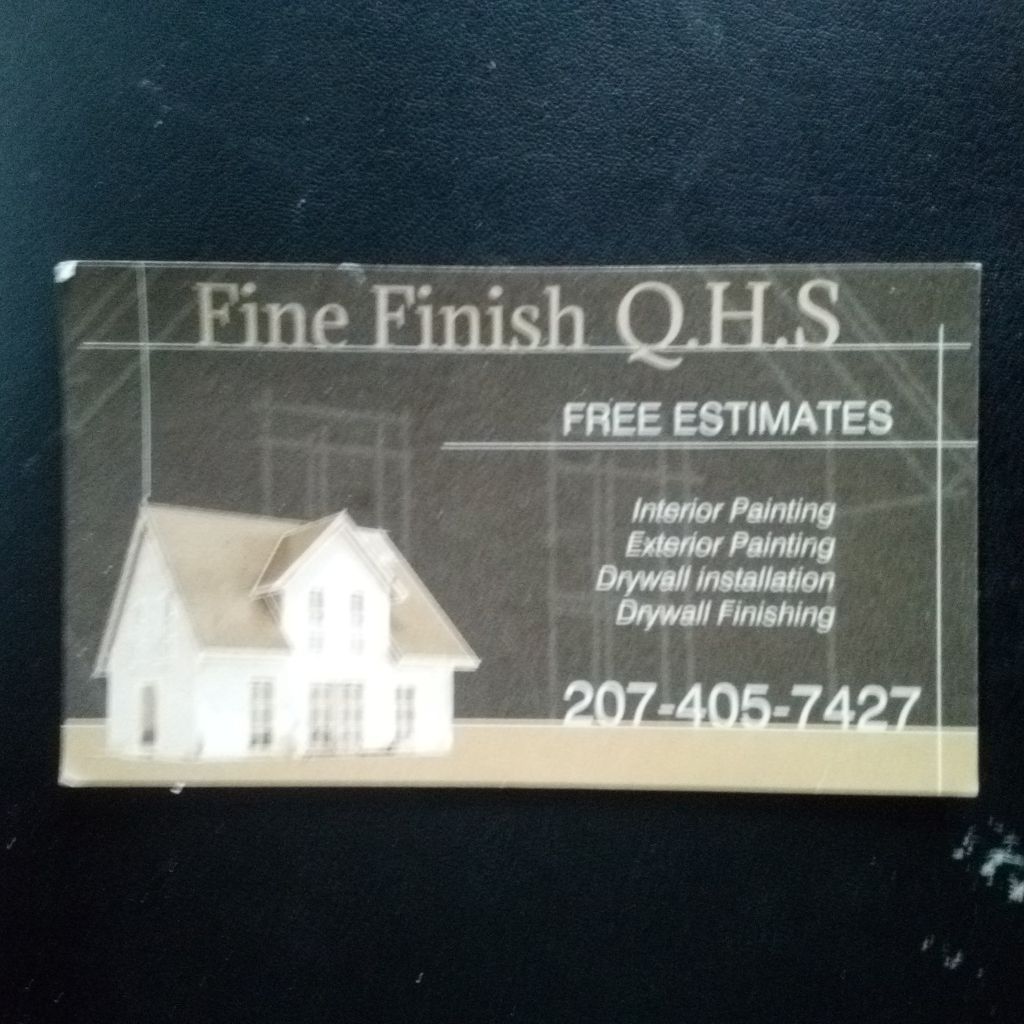 Fine Finish Q.H.S
FREE ESTIMATES
Interior Painting
Exterior Painting
Drywall installation
Drywall Finishing
207-405-7427